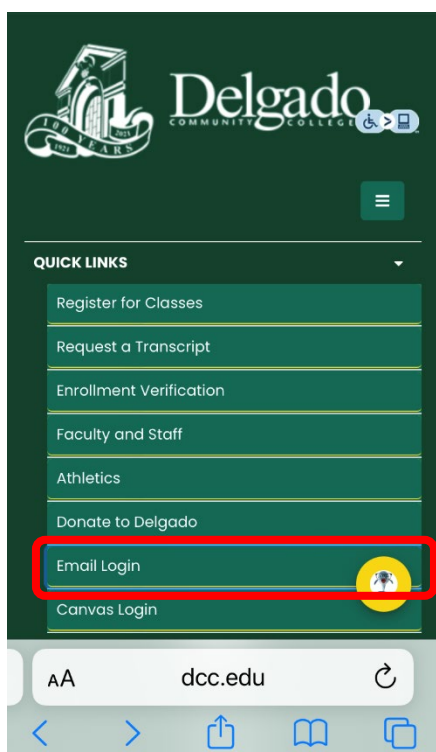 100 YEARS
1921 2021
Delgado
COMMUNITY COLLEGE
QUICK LINKS
Register for Classes
Request a Transcript
Enrollment Verification
Faculty and Staff
Athletics
Donate to Delgado
Email Login
Canvas Login
AA dcc.edu